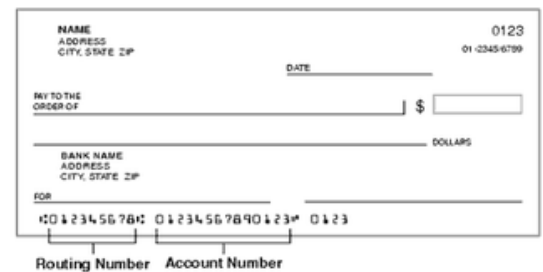 NAME
ADDRESS
CITY, STATE ZIP
0123
01-2345/6789
DATE
PAY TO THE
ORDER OF
$
DOLLARS
BANK NAME
ADDRESS
CITY, STATE ZIP
FOR
⑆012345678⑆ 01234567890123⑈ 0123
Routing Number Account Number